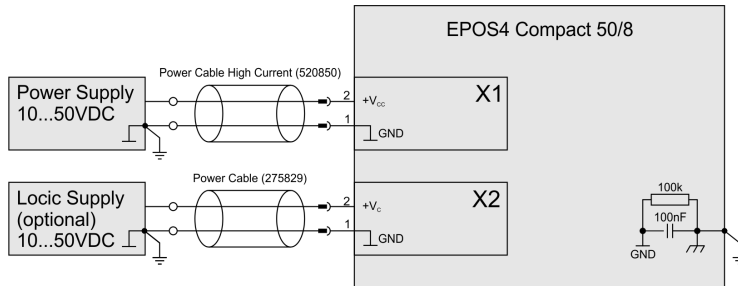 EPOS4 Compact 50/8
Power Cable High Current (520850)
Power Supply
10...50VDC
2
+Vcc
X1
1
GND
Power Cable (275829)
Locic Supply
(optional)
10...50VDC
2
+Vc
X2
1
GND
100k
100nF
GND